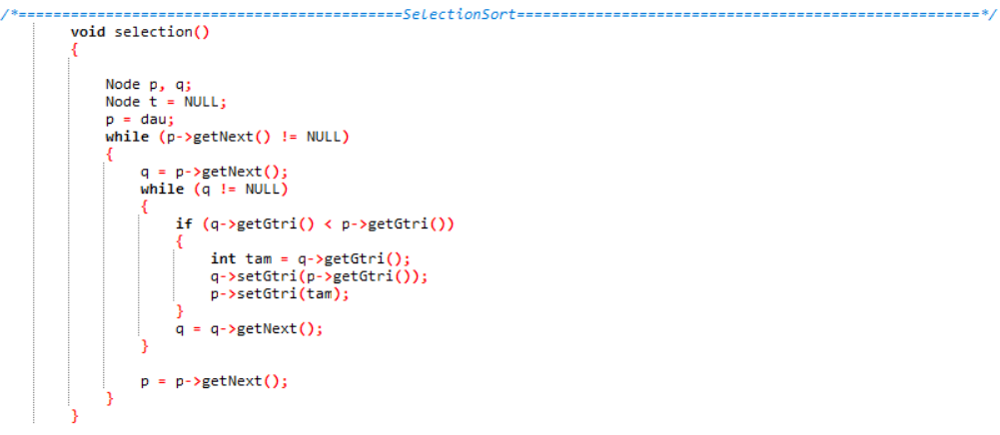 /*============================================SelectionSort=====================================================*/
void selection()
{
Node p, q;
Node t = NULL;
p = dau;
while (p->getNext() != NULL)
{
q = p->getNext();
while (q != NULL)
{
if (q->getGtri() < p->getGtri())
{
int tam = q->getGtri();
q->setGtri(p->getGtri());
p->setGtri(tam);
}
q = q->getNext();
}
p = p->getNext();
}
}